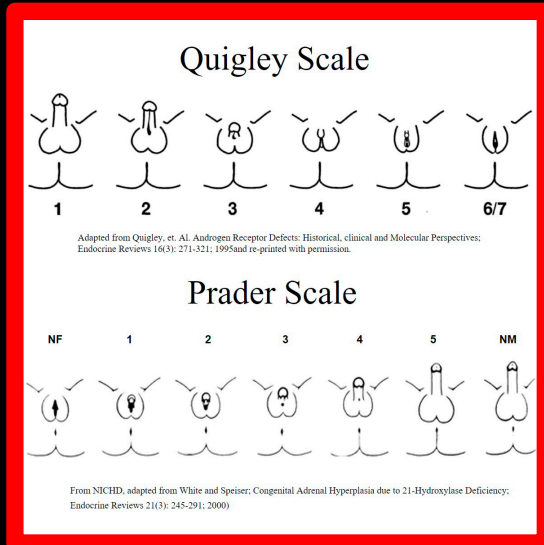 Quigley Scale
1 2 3 4 5 6/7
Adapted from Quigley, et. Al. Androgen Receptor Defects: Historical, clinical and Molecular Perspectives;
Endocrine Reviews 16(3): 271-321; 1995and re-printed with permission.
Prader Scale
NF 1 2 3 4 5 NM
From NICHD, adapted from White and Speiser; Congenital Adrenal Hyperplasia due to 21-Hydroxylase Deficiency;
Endocrine Reviews 21(3): 245-291; 2000)